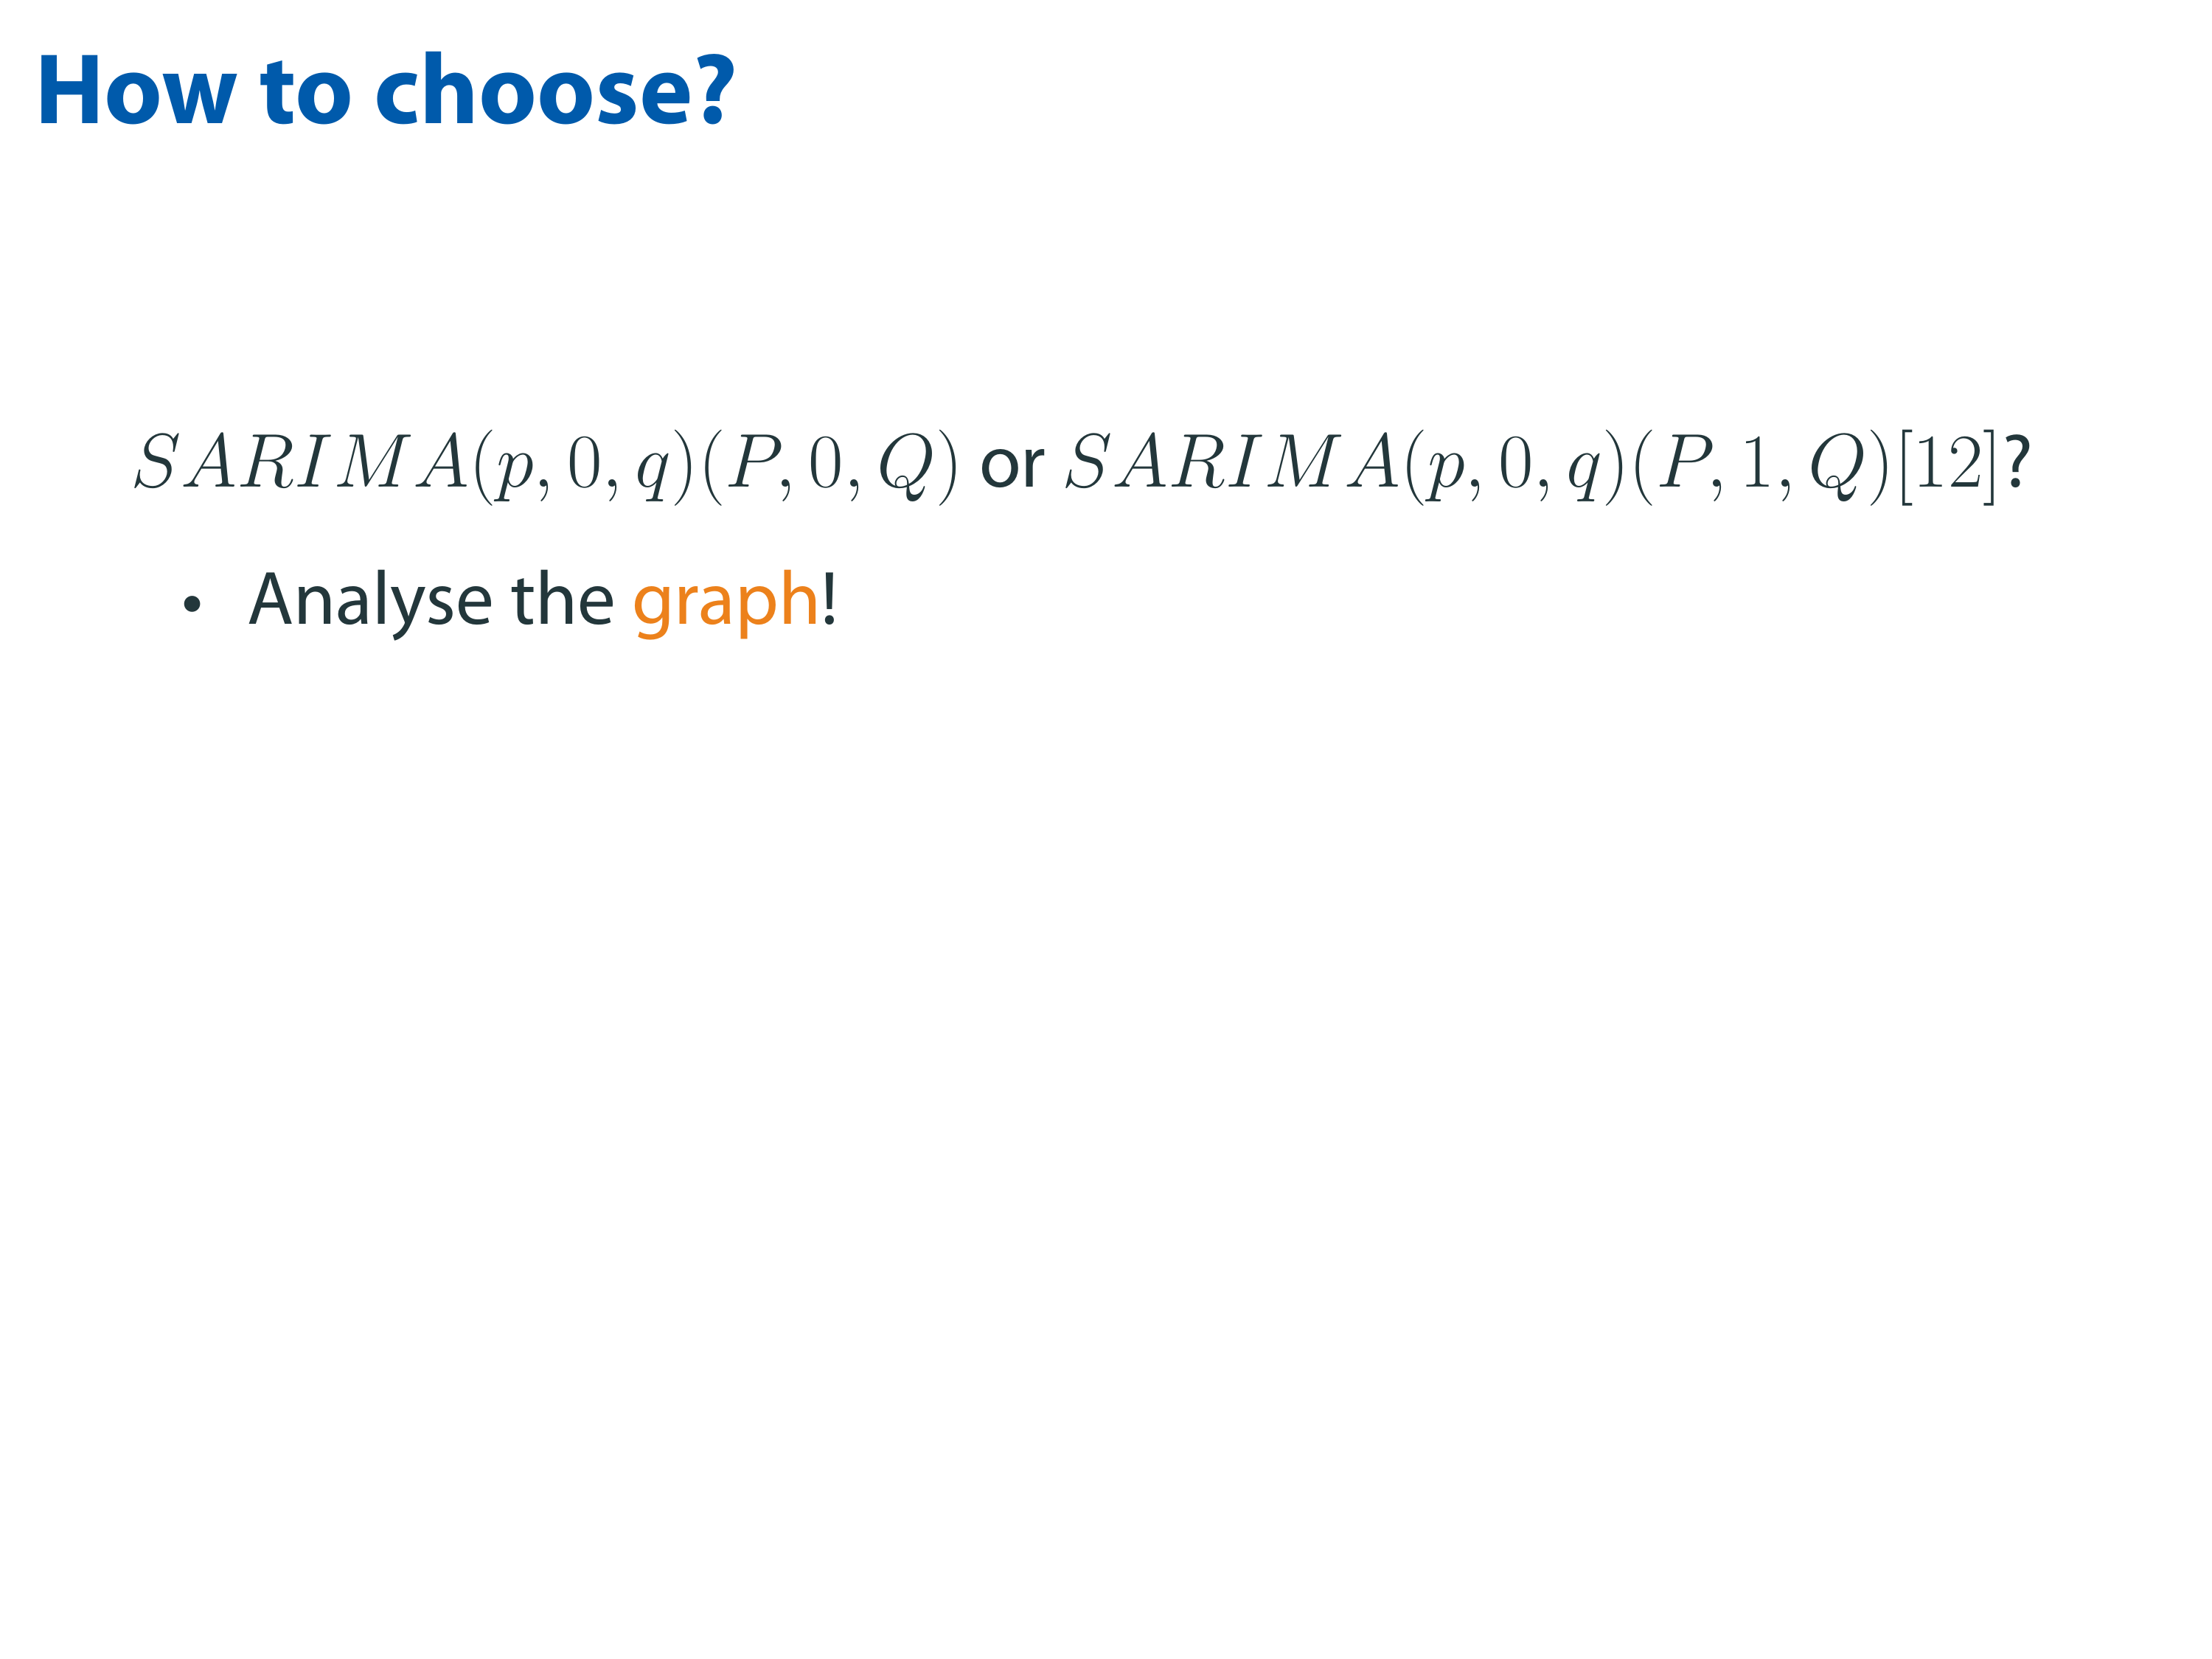 How to choose?
SARIMA(p, 0, q)(P, 0, Q) or SARIMA(p, 0, q)(P, 1, Q)[12]?
• Analyse the graph!